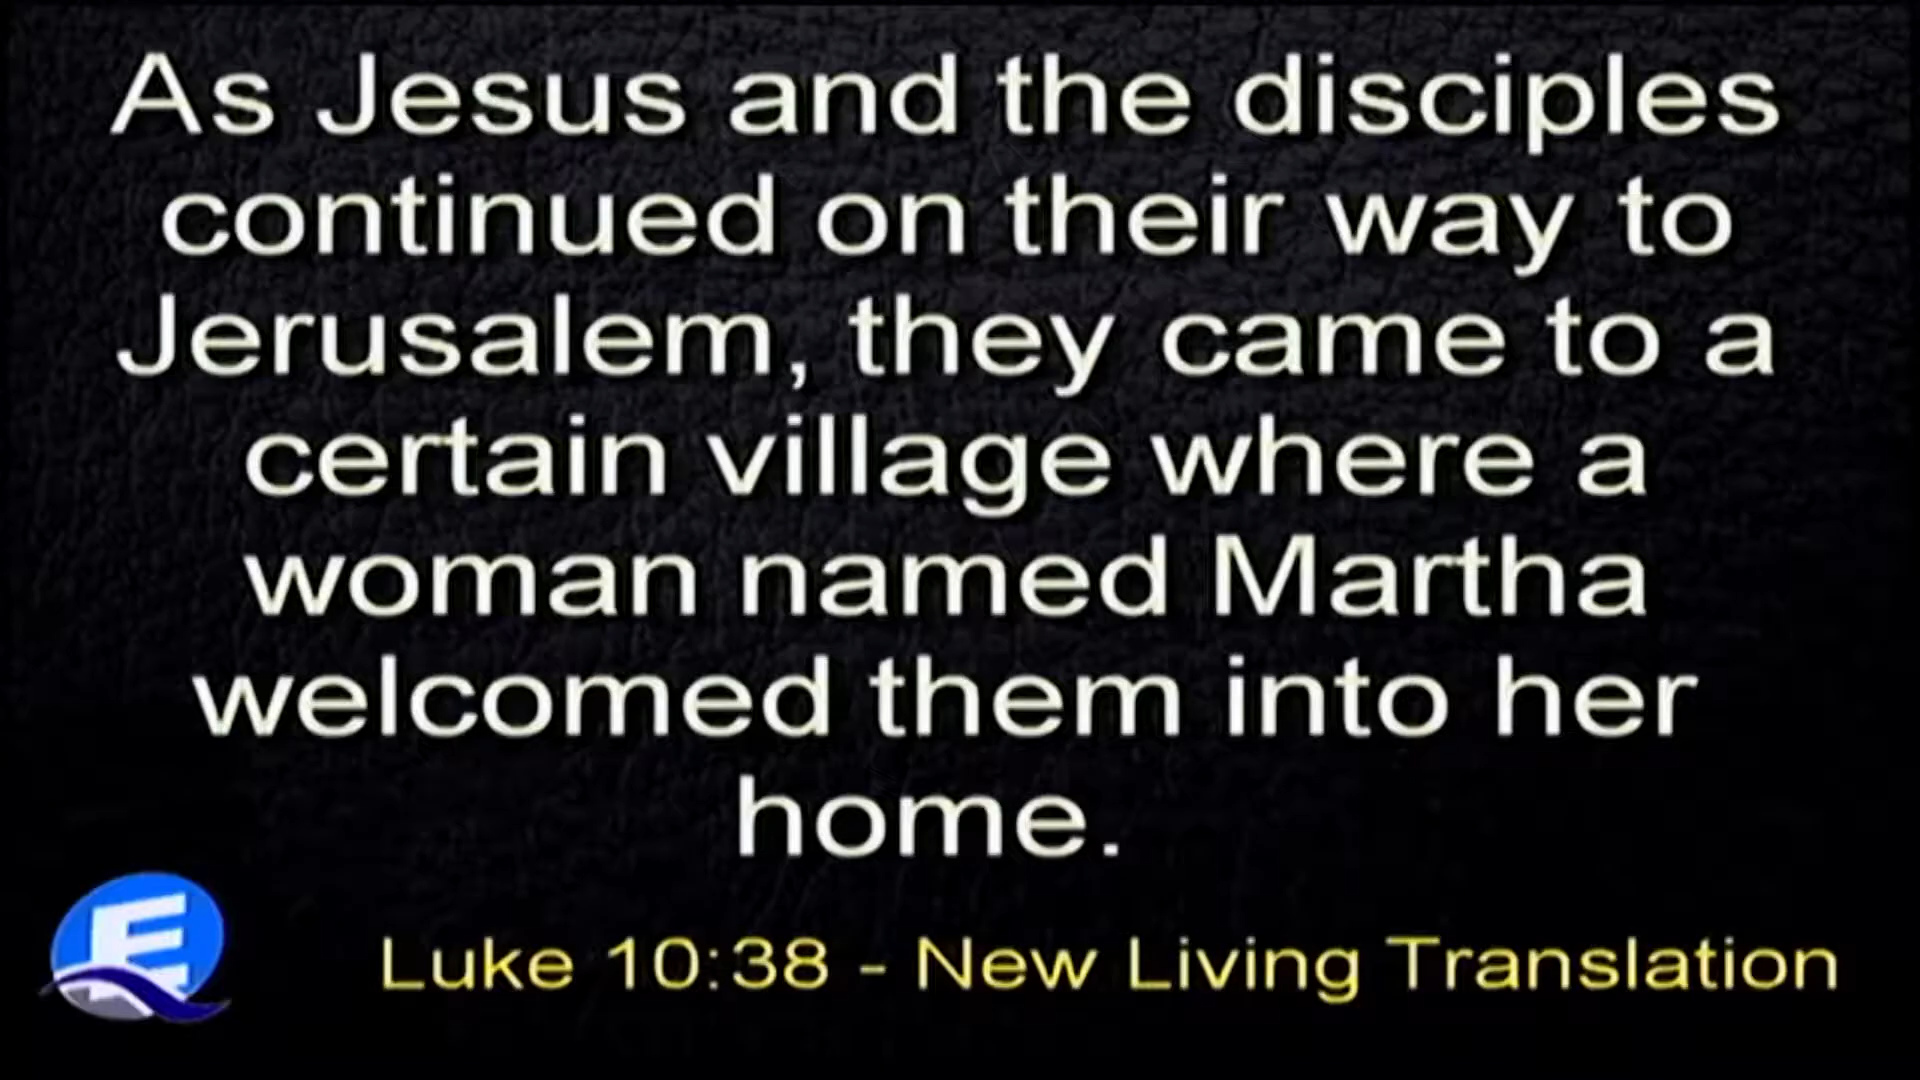 As Jesus and the disciples
continued on their way to
Jerusalem, they came to a
certain village where a
woman named Martha
welcomed them into her
home.
E
Luke 10:38 - New Living Translation